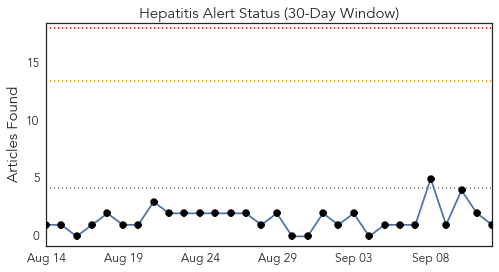 Hepatitis Alert Status (30-Day Window)
Articles Found
15
10
5
0
Aug 14 Aug 19 Aug 24 Aug 29 Sep 03 Sep 08